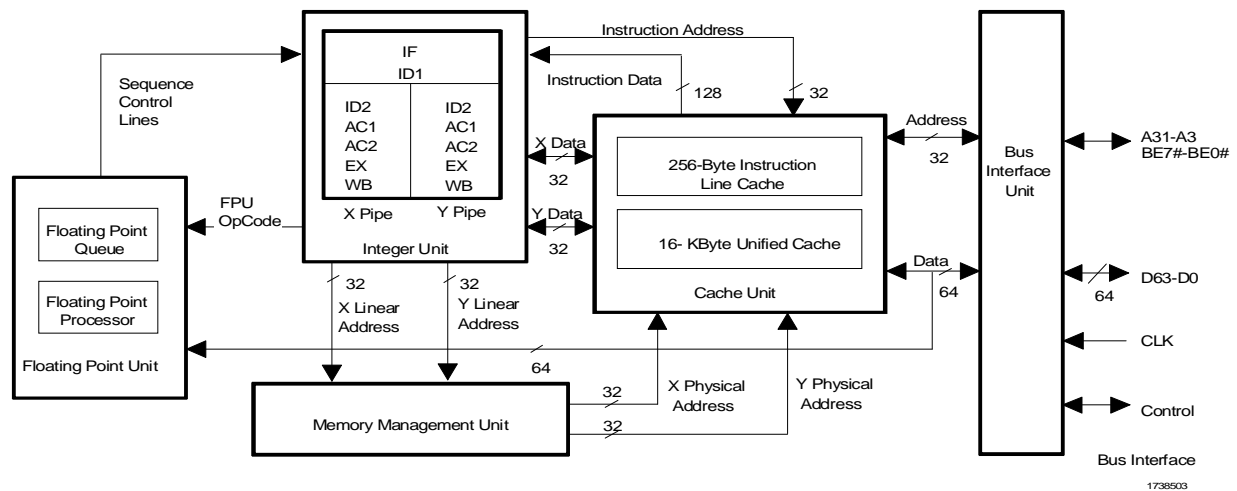 Sequence
Control
Lines
IF
ID1
ID2
AC1
AC2
EX
WB
ID2
AC1
AC2
EX
WB
X Pipe
Y Pipe
Integer Unit
Instruction Address
Instruction Data
128
32
X Data
32
Y Data
32
256-Byte Instruction
Line Cache
16- KByte Unified Cache
Cache Unit
Address
32
Data
64
Bus
Interface
Unit
A31-A3
BE7#-BE0#
D63-D0
64
CLK
Control
Bus Interface
FPU
OpCode
Floating Point
Queue
Floating Point
Processor
Floating Point Unit
32
X Linear
Address
32
Y Linear
Address
64
Memory Management Unit
32
32
X Physical
Address
Y Physical
Address
1738503